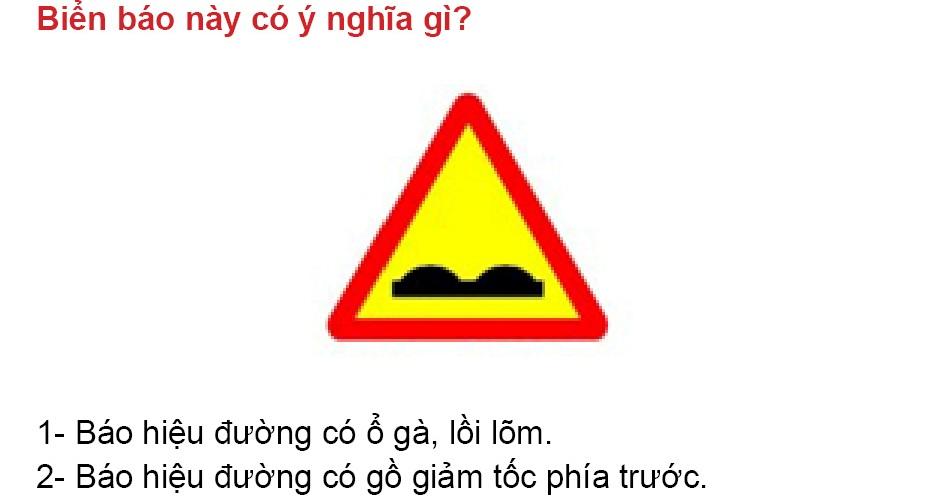 Biển báo này có ý nghĩa gì?
1- Báo hiệu đường có ổ gà, lồi lõm.
2- Báo hiệu đường có gồ giảm tốc phía trước.